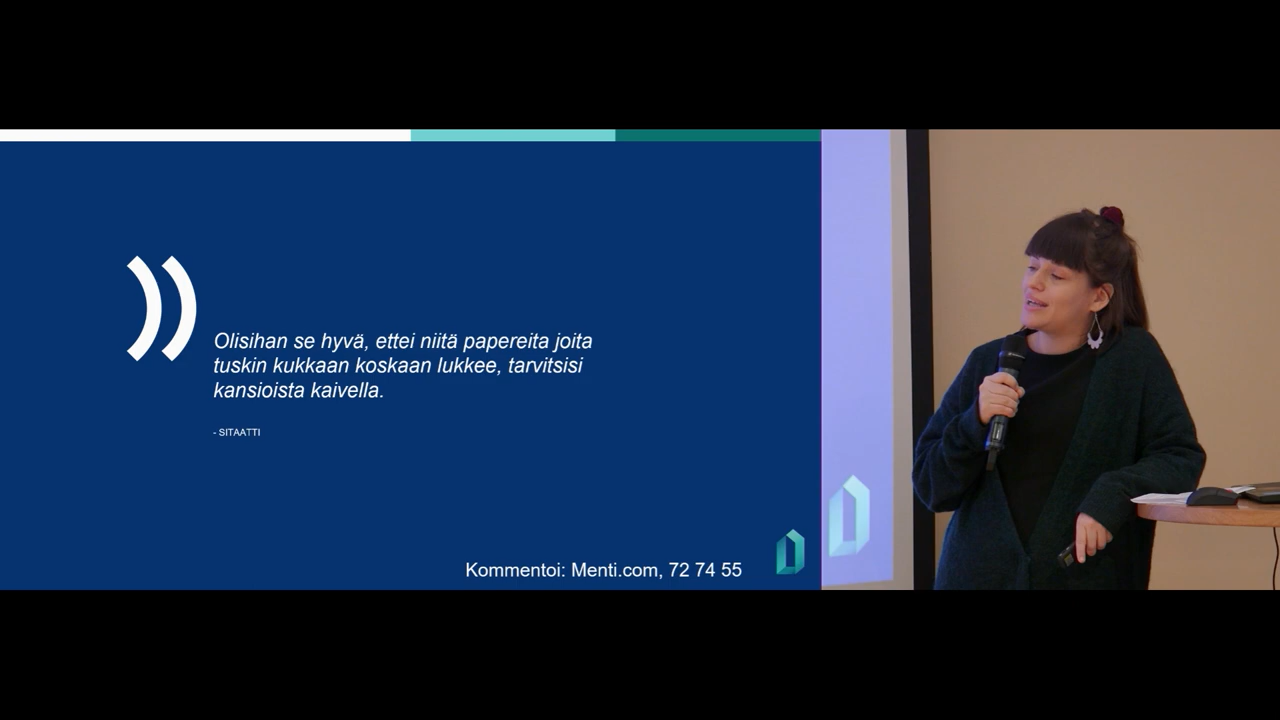 Olisihan se hyvä, ettei niitä papereita joita
tuskin kukkaan koskaan lukkee, tarvitsisi
kansioista kaivella.
- SITAATTI
Kommentoi: Menti.com, 72 74 55